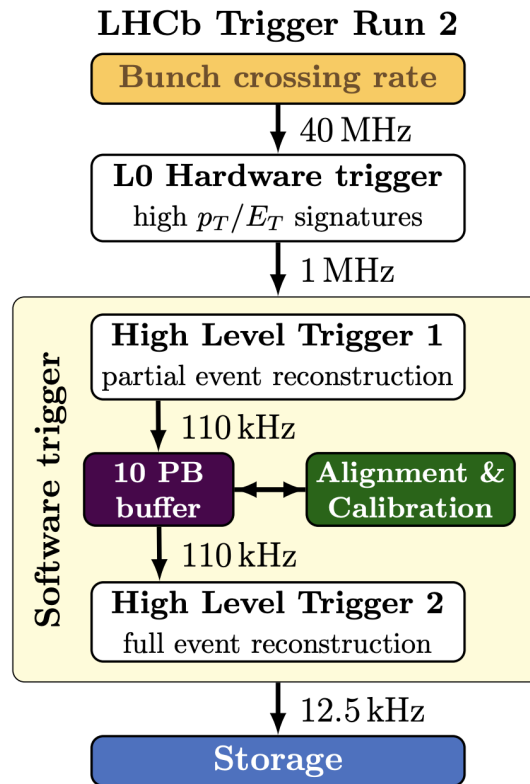 LHCb Trigger Run 2
Bunch crossing rate
40 MHz
L0 Hardware trigger
high p_T/E_T signatures
1 MHz
Software trigger
High Level Trigger 1
partial event reconstruction
110 kHz
10 PB
buffer
Alignment &
Calibration
110 kHz
High Level Trigger 2
full event reconstruction
12.5 kHz
Storage